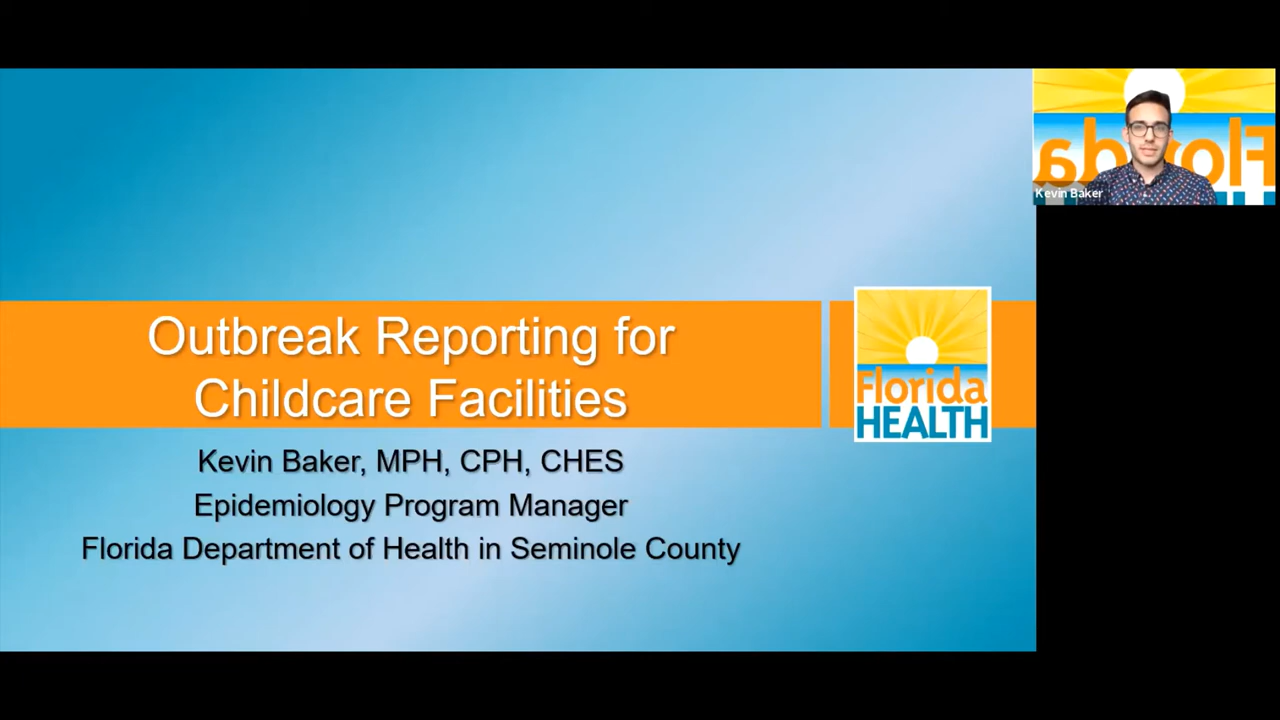 Outbreak Reporting for
Childcare Facilities
Florida
HEALTH
Kevin Baker, MPH, CPH, CHES
Epidemiology Program Manager
Florida Department of Health in Seminole County
Kevin Baker